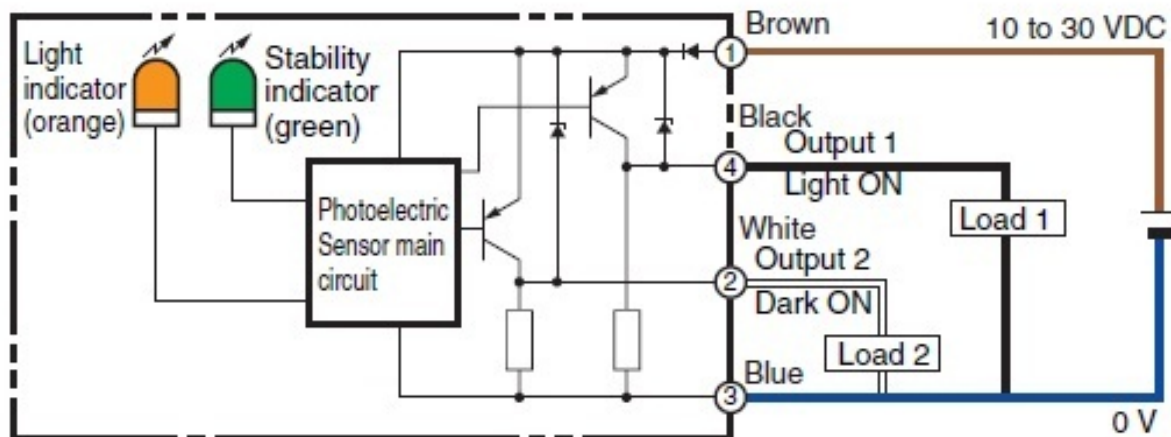 Light
indicator
(orange)
Stability
indicator
(green)
Photoelectric
Sensor main
circuit
Brown
10 to 30 VDC
1
Black
Output 1
4
Light ON
Load 1
White
Output 2
2
Dark ON
Load 2
Blue
3
0 V